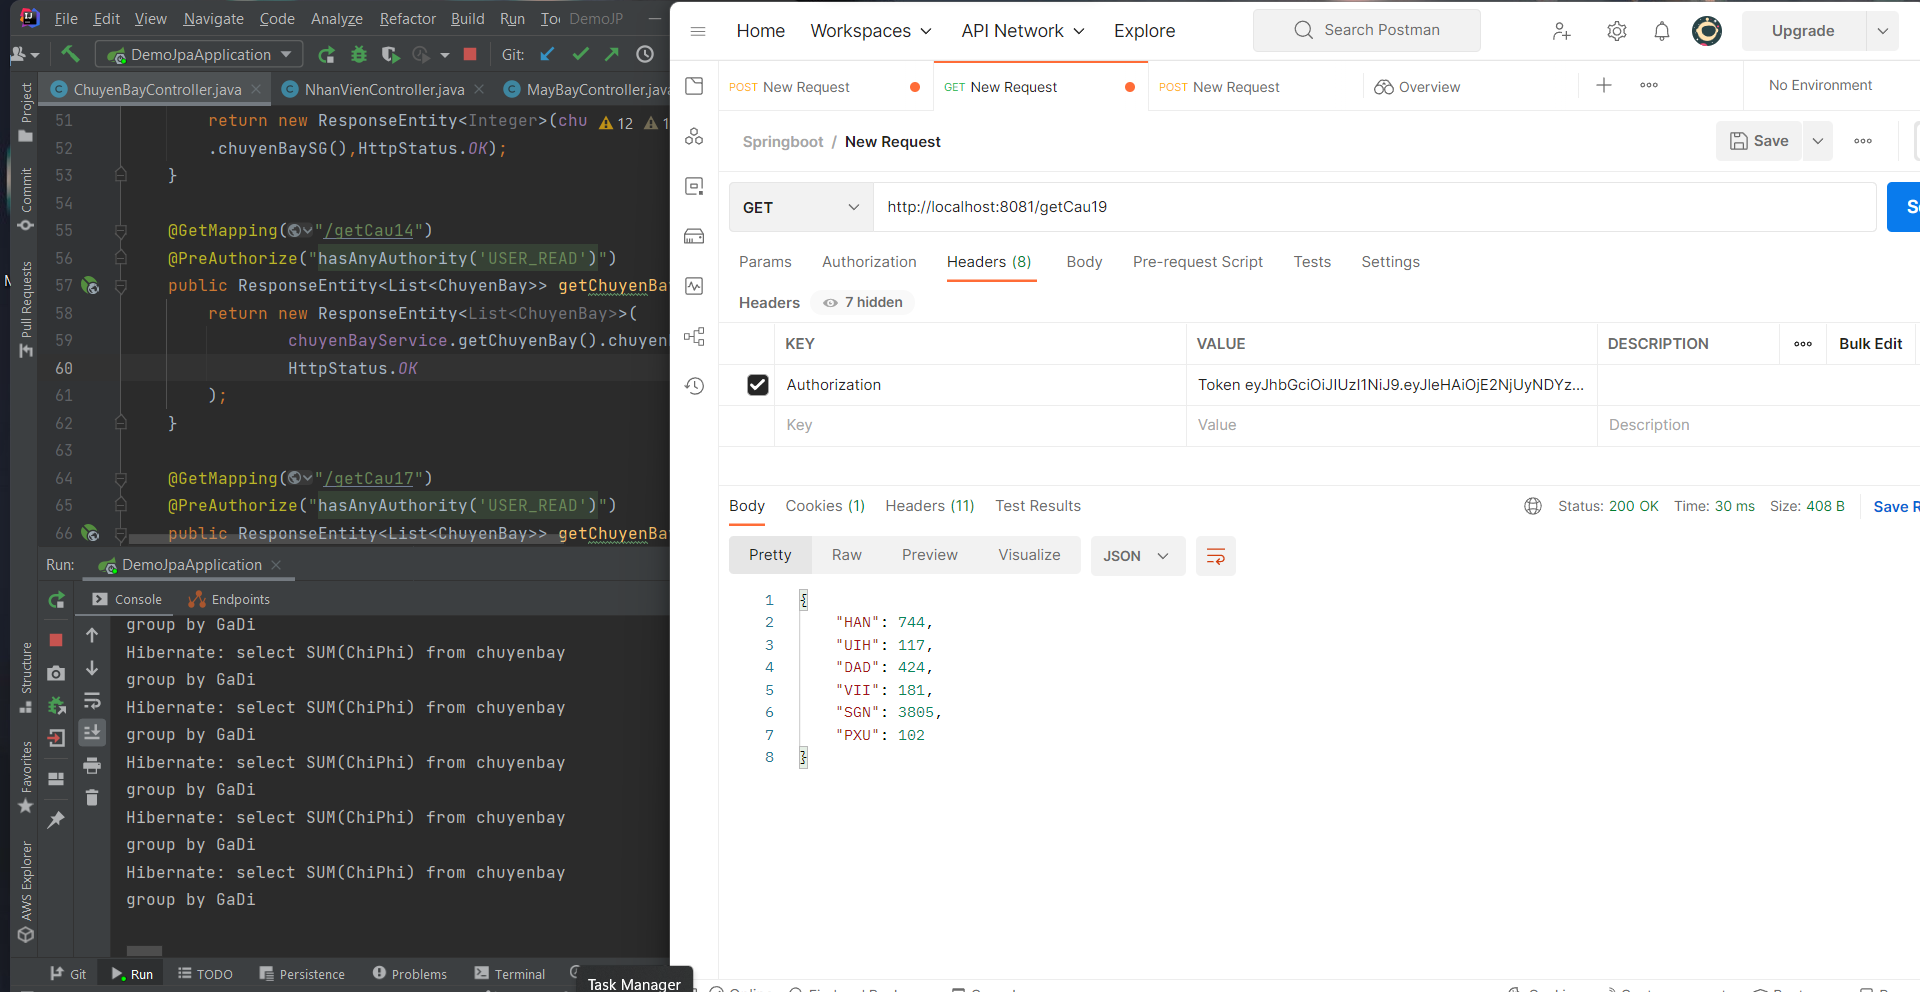 File Edit View Navigate Code Analyze Refactor Build Run DemoJP
DemoJpaApplication Git:
ChuyenBayController.java NhanVienController.java MayBayController.java
Project
Commit
Pull Requests
Structure
Favorites
AWS Explorer
51 return new ResponseEntity<Integer>(chu 12 1
52 .chuyenBaySG(),HttpStatus.OK);
53 }
54
55 @GetMapping("/getCau14")
56 @PreAuthorize("hasAnyAuthority('USER_READ')")
57 public ResponseEntity<List<ChuyenBay>> getChuyenBa
58 return new ResponseEntity<List<ChuyenBay>>(
59 chuyenBayService.getChuyenBay().chuyen
60 HttpStatus.OK
61 );
62 }
63
64 @GetMapping("/getCau17")
65 @PreAuthorize("hasAnyAuthority('USER_READ')")
66 public ResponseEntity<List<ChuyenBay>> getChuyenBa
Run: DemoJpaApplication
Console Endpoints
group by GaDi
Hibernate: select SUM(ChiPhi) from chuyenbay
group by GaDi
Hibernate: select SUM(ChiPhi) from chuyenbay
group by GaDi
Hibernate: select SUM(ChiPhi) from chuyenbay
group by GaDi
Hibernate: select SUM(ChiPhi) from chuyenbay
group by GaDi
Hibernate: select SUM(ChiPhi) from chuyenbay
group by GaDi
Git Run TODO Persistence Problems Terminal
Task Manager
Home Workspaces API Network Explore Search Postman Upgrade
POST New Request GET New Request POST New Request Overview No Environment
Springboot / New Request Save
GET http://localhost:8081/getCau19 S
Params Authorization Headers (8) Body Pre-request Script Tests Settings
Headers 7 hidden
KEY VALUE DESCRIPTION Bulk Edit
Authorization Token eyJhbGciOiJIUzI1NiJ9.eyJleHAiOjE2NjUyNDYz...
Key Value Description
Body Cookies (1) Headers (11) Test Results Status: 200 OK Time: 30 ms Size: 408 B Save R
Pretty Raw Preview Visualize JSON
1 {
2 "HAN": 744,
3 "UIH": 117,
4 "DAD": 424,
5 "VII": 181,
6 "SGN": 3805,
7 "PXU": 102
8 }